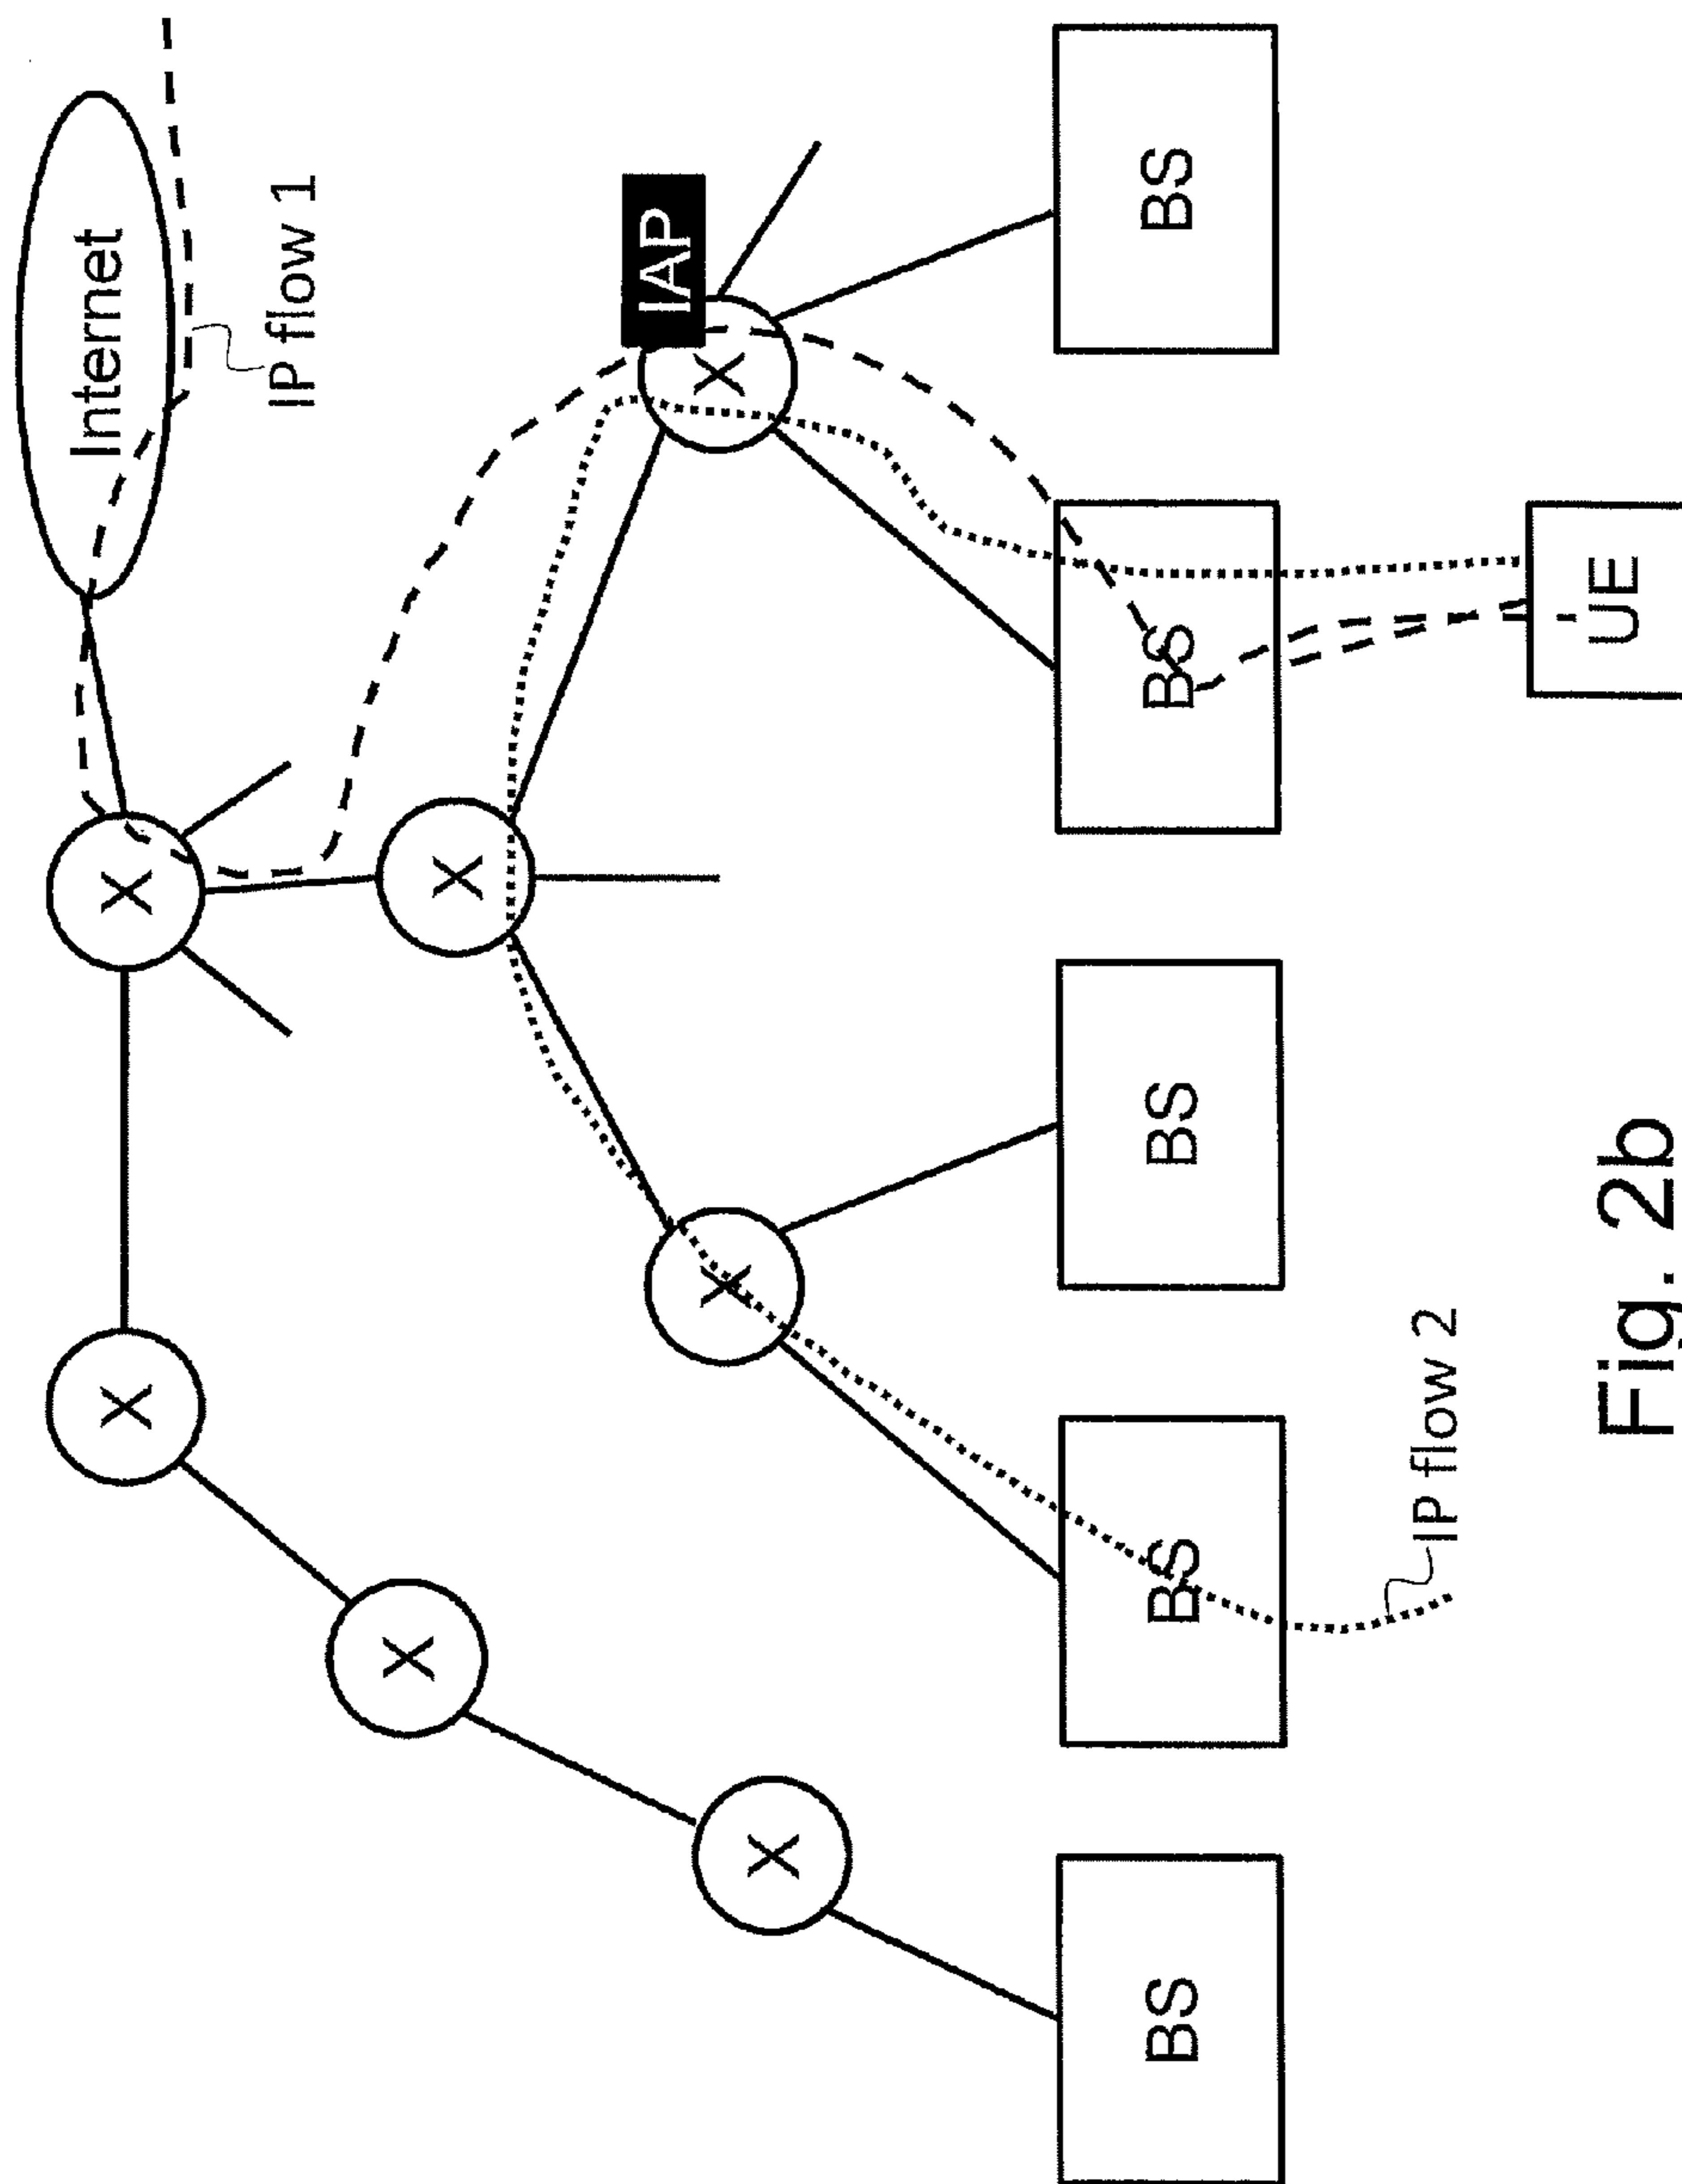 Internet
IP flow 1
X
X
X
X
IAP
X
X
X
BS
BS
BS
BS
BS
IP flow 2
UE
Fig. 2b